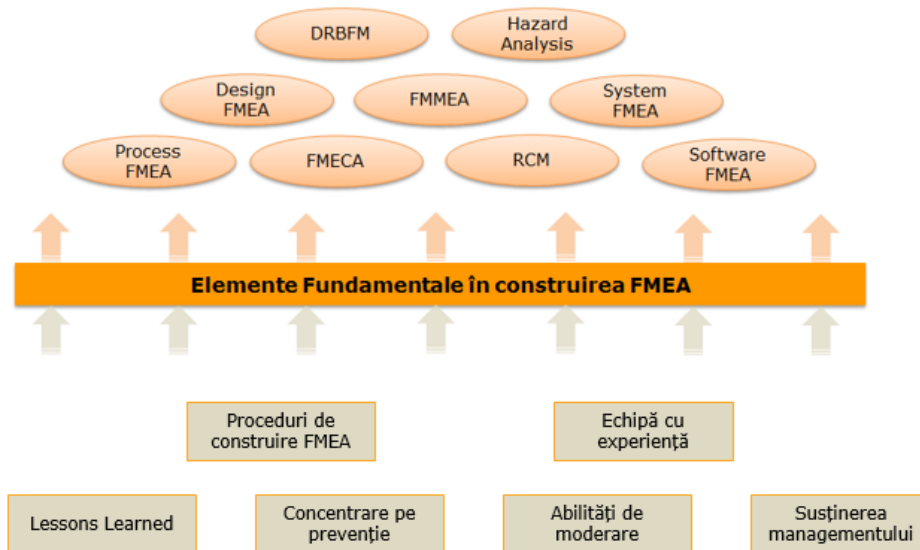 DRBFM
Hazard
Analysis
Design
FMEA
FMMEA
System
FMEA
Process
FMEA
FMECA
RCM
Software
FMEA
Elemente Fundamentale în construirea FMEA
Proceduri de
construire FMEA
Echipă cu
experiență
Lessons Learned
Concentrare pe
prevenție
Abilități de
moderare
Susținerea
managementului